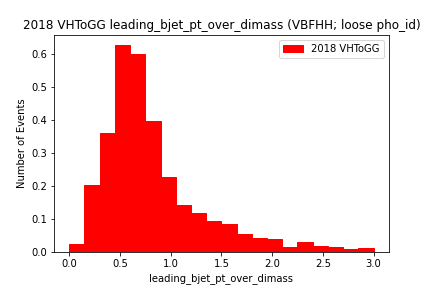 2018 VHToGG leading_bjet_pt_over_dimass (VBFHH; loose pho_id)
2018 VHToGG
Number of Events
0.6
0.5
0.4
0.3
0.2
0.1
0.0
0.0 0.5 1.0 1.5 2.0 2.5 3.0
leading_bjet_pt_over_dimass